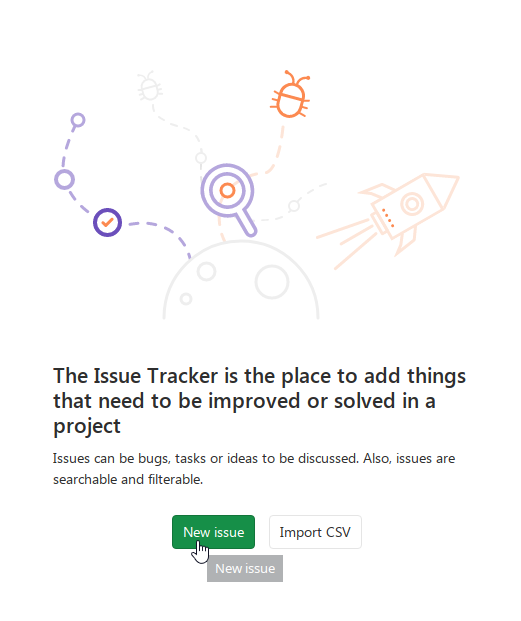 The Issue Tracker is the place to add things
that need to be improved or solved in a
project
Issues can be bugs, tasks or ideas to be discussed. Also, issues are
searchable and filterable.
New issue
Import CSV
New issue